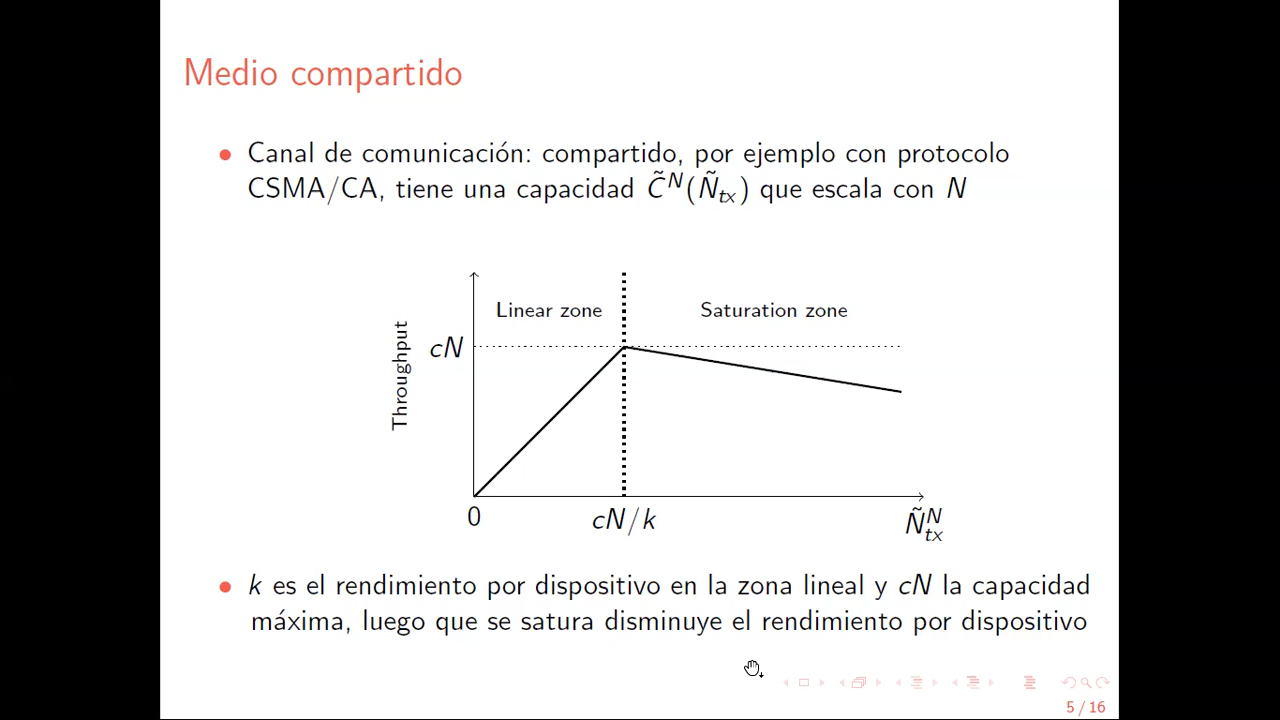 Medio compartido
• Canal de comunicación: compartido, por ejemplo con protocolo
CSMA/CA, tiene una capacidad C̃ᴺ(Ñₜₓ) que escala con N
Linear zone
Saturation zone
Throughput
cN
0
cN/k
Ñᴺₜₓ
• k es el rendimiento por dispositivo en la zona lineal y cN la capacidad
máxima, luego que se satura disminuye el rendimiento por dispositivo
5 / 16